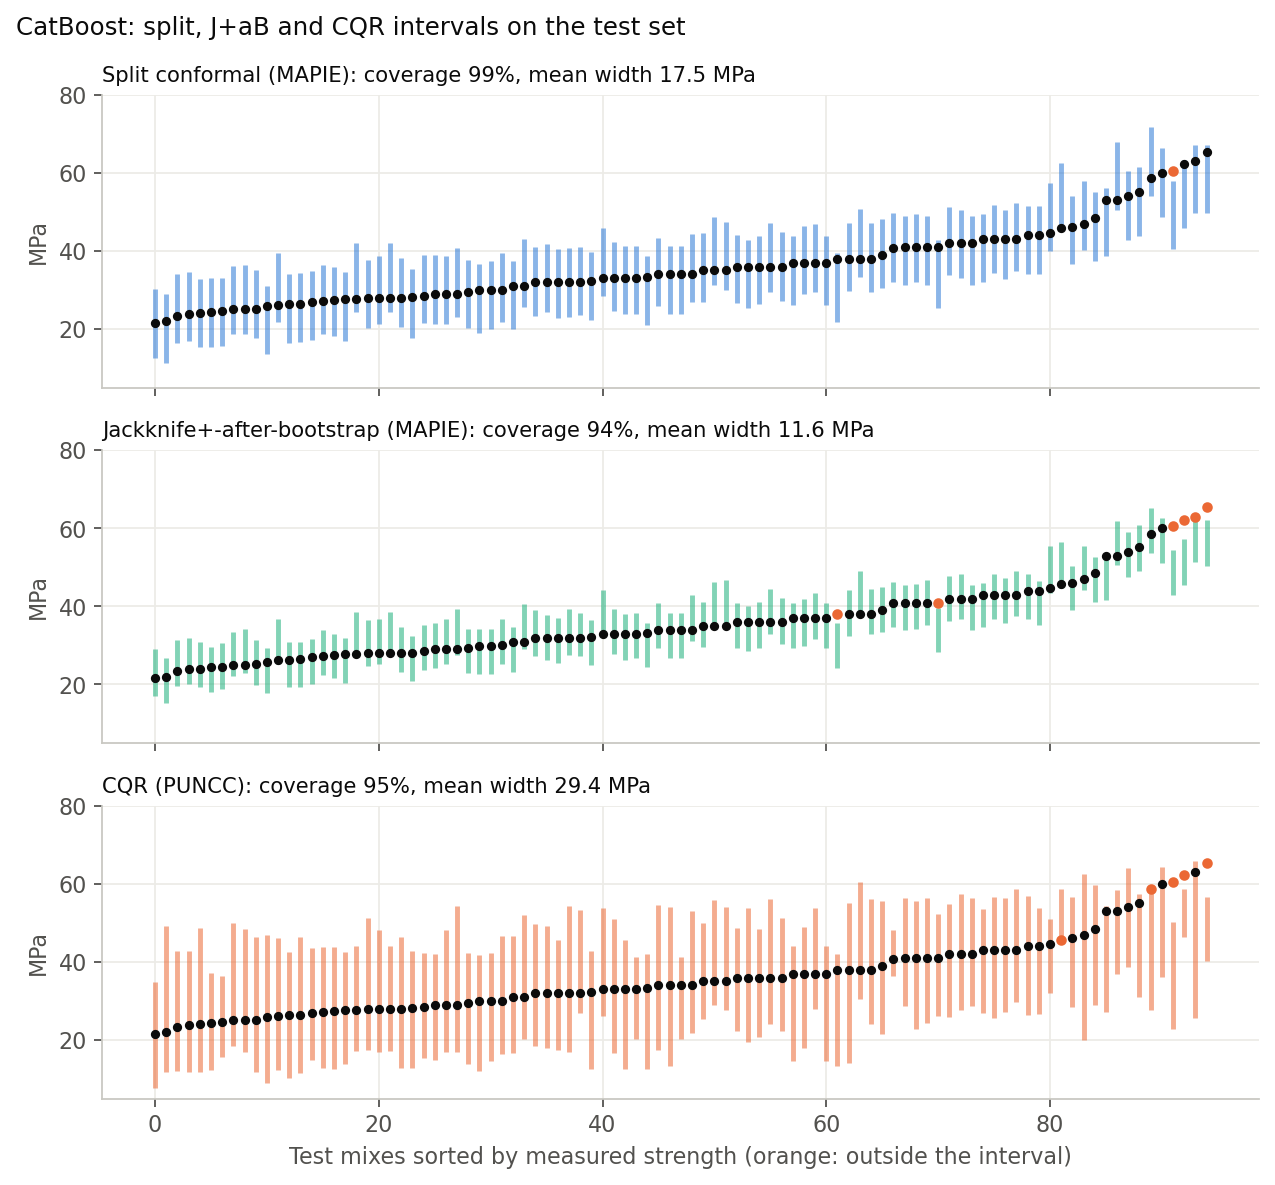 CatBoost: split, J+aB and CQR intervals on the test set
Split conformal (MAPIE): coverage 99%, mean width 17.5 MPa
80
60
40
20
MPa
Jackknife+-after-bootstrap (MAPIE): coverage 94%, mean width 11.6 MPa
80
60
40
20
MPa
CQR (PUNCC): coverage 95%, mean width 29.4 MPa
80
60
40
20
MPa
0 20 40 60 80
Test mixes sorted by measured strength (orange: outside the interval)